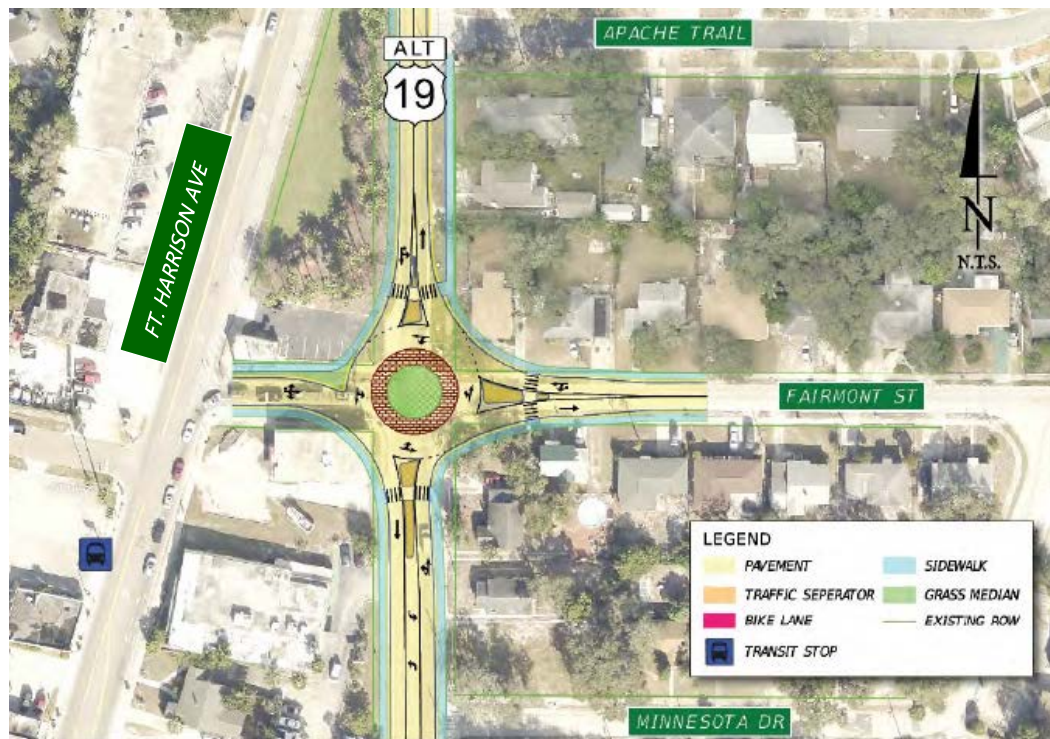 APACHE TRAIL
ALT
19
FT. HARRISON AVE
N
N.T.S.
FAIRMONT ST
LEGEND
PAVEMENT
SIDEWALK
TRAFFIC SEPERATOR
GRASS MEDIAN
BIKE LANE
EXISTING ROW
TRANSIT STOP
MINNESOTA DR